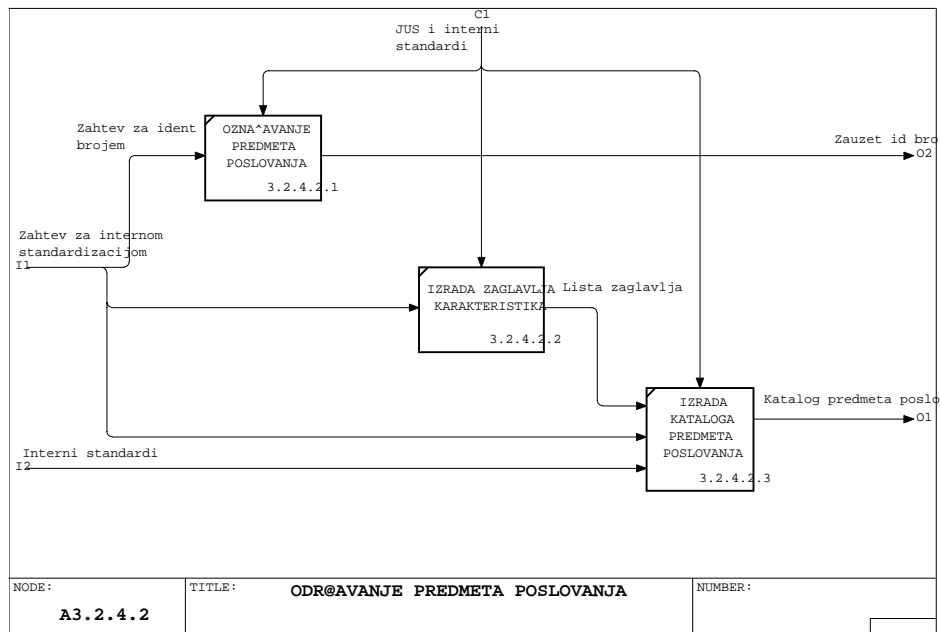 C1
JUS i interni
standardi
Zahtev za ident
brojem
OZNA^AVANJE
PREDMETA
POSLOVANJA
3.2.4.2.1
Zauzet id bro
O2
Zahtev za internom
standardizacijom
I1
IZRADA ZAGLAVLJA
KARAKTERISTIKA
3.2.4.2.2
Lista zaglavlja
IZRADA
KATALOGA
PREDMETA
POSLOVANJA
3.2.4.2.3
Katalog predmeta poslo
O1
Interni standardi
I2
NODE:
A3.2.4.2
TITLE:
ODR@AVANJE PREDMETA POSLOVANJA
NUMBER: